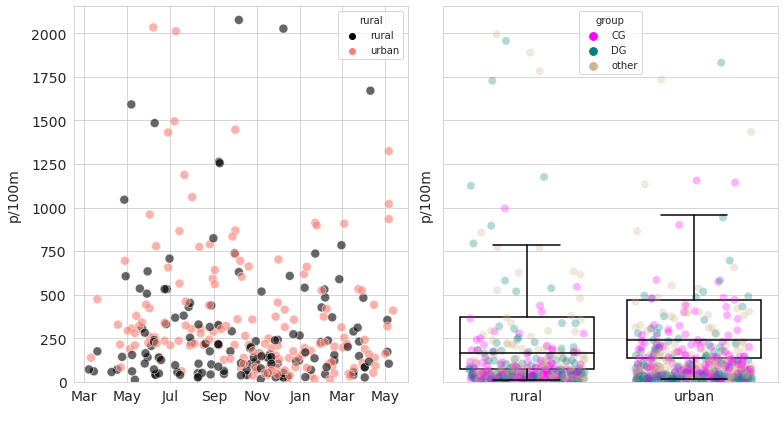 p/100m
2000
1750
1500
1250
1000
750
500
250
0
Mar May Jul Sep Nov Jan Mar May
rural
rural
urban
p/100m
group
CG
DG
other
rural urban